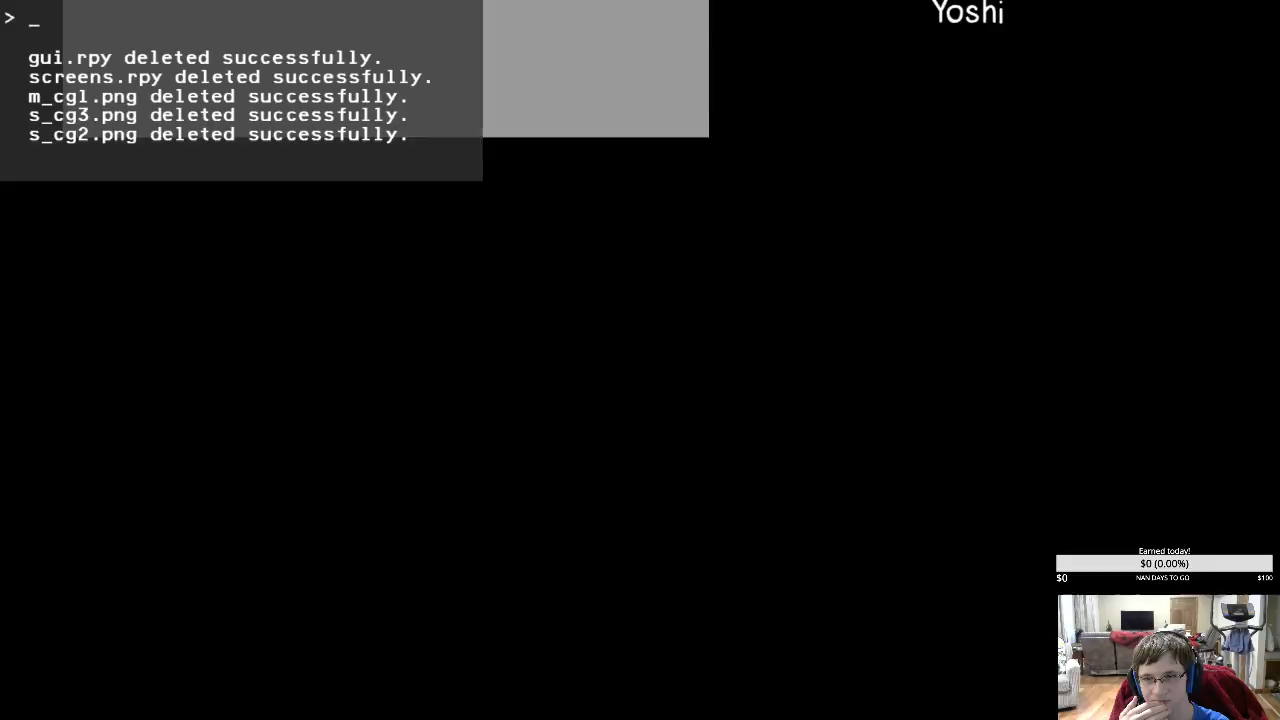 > _
Yoshi
gui.rpy deleted successfully.
screens.rpy deleted successfully.
m_cg1.png deleted successfully.
s_cg3.png deleted successfully.
s_cg2.png deleted successfully.
Earned today!
$0 (0.00%)
$0 NAN DAYS TO GO $100